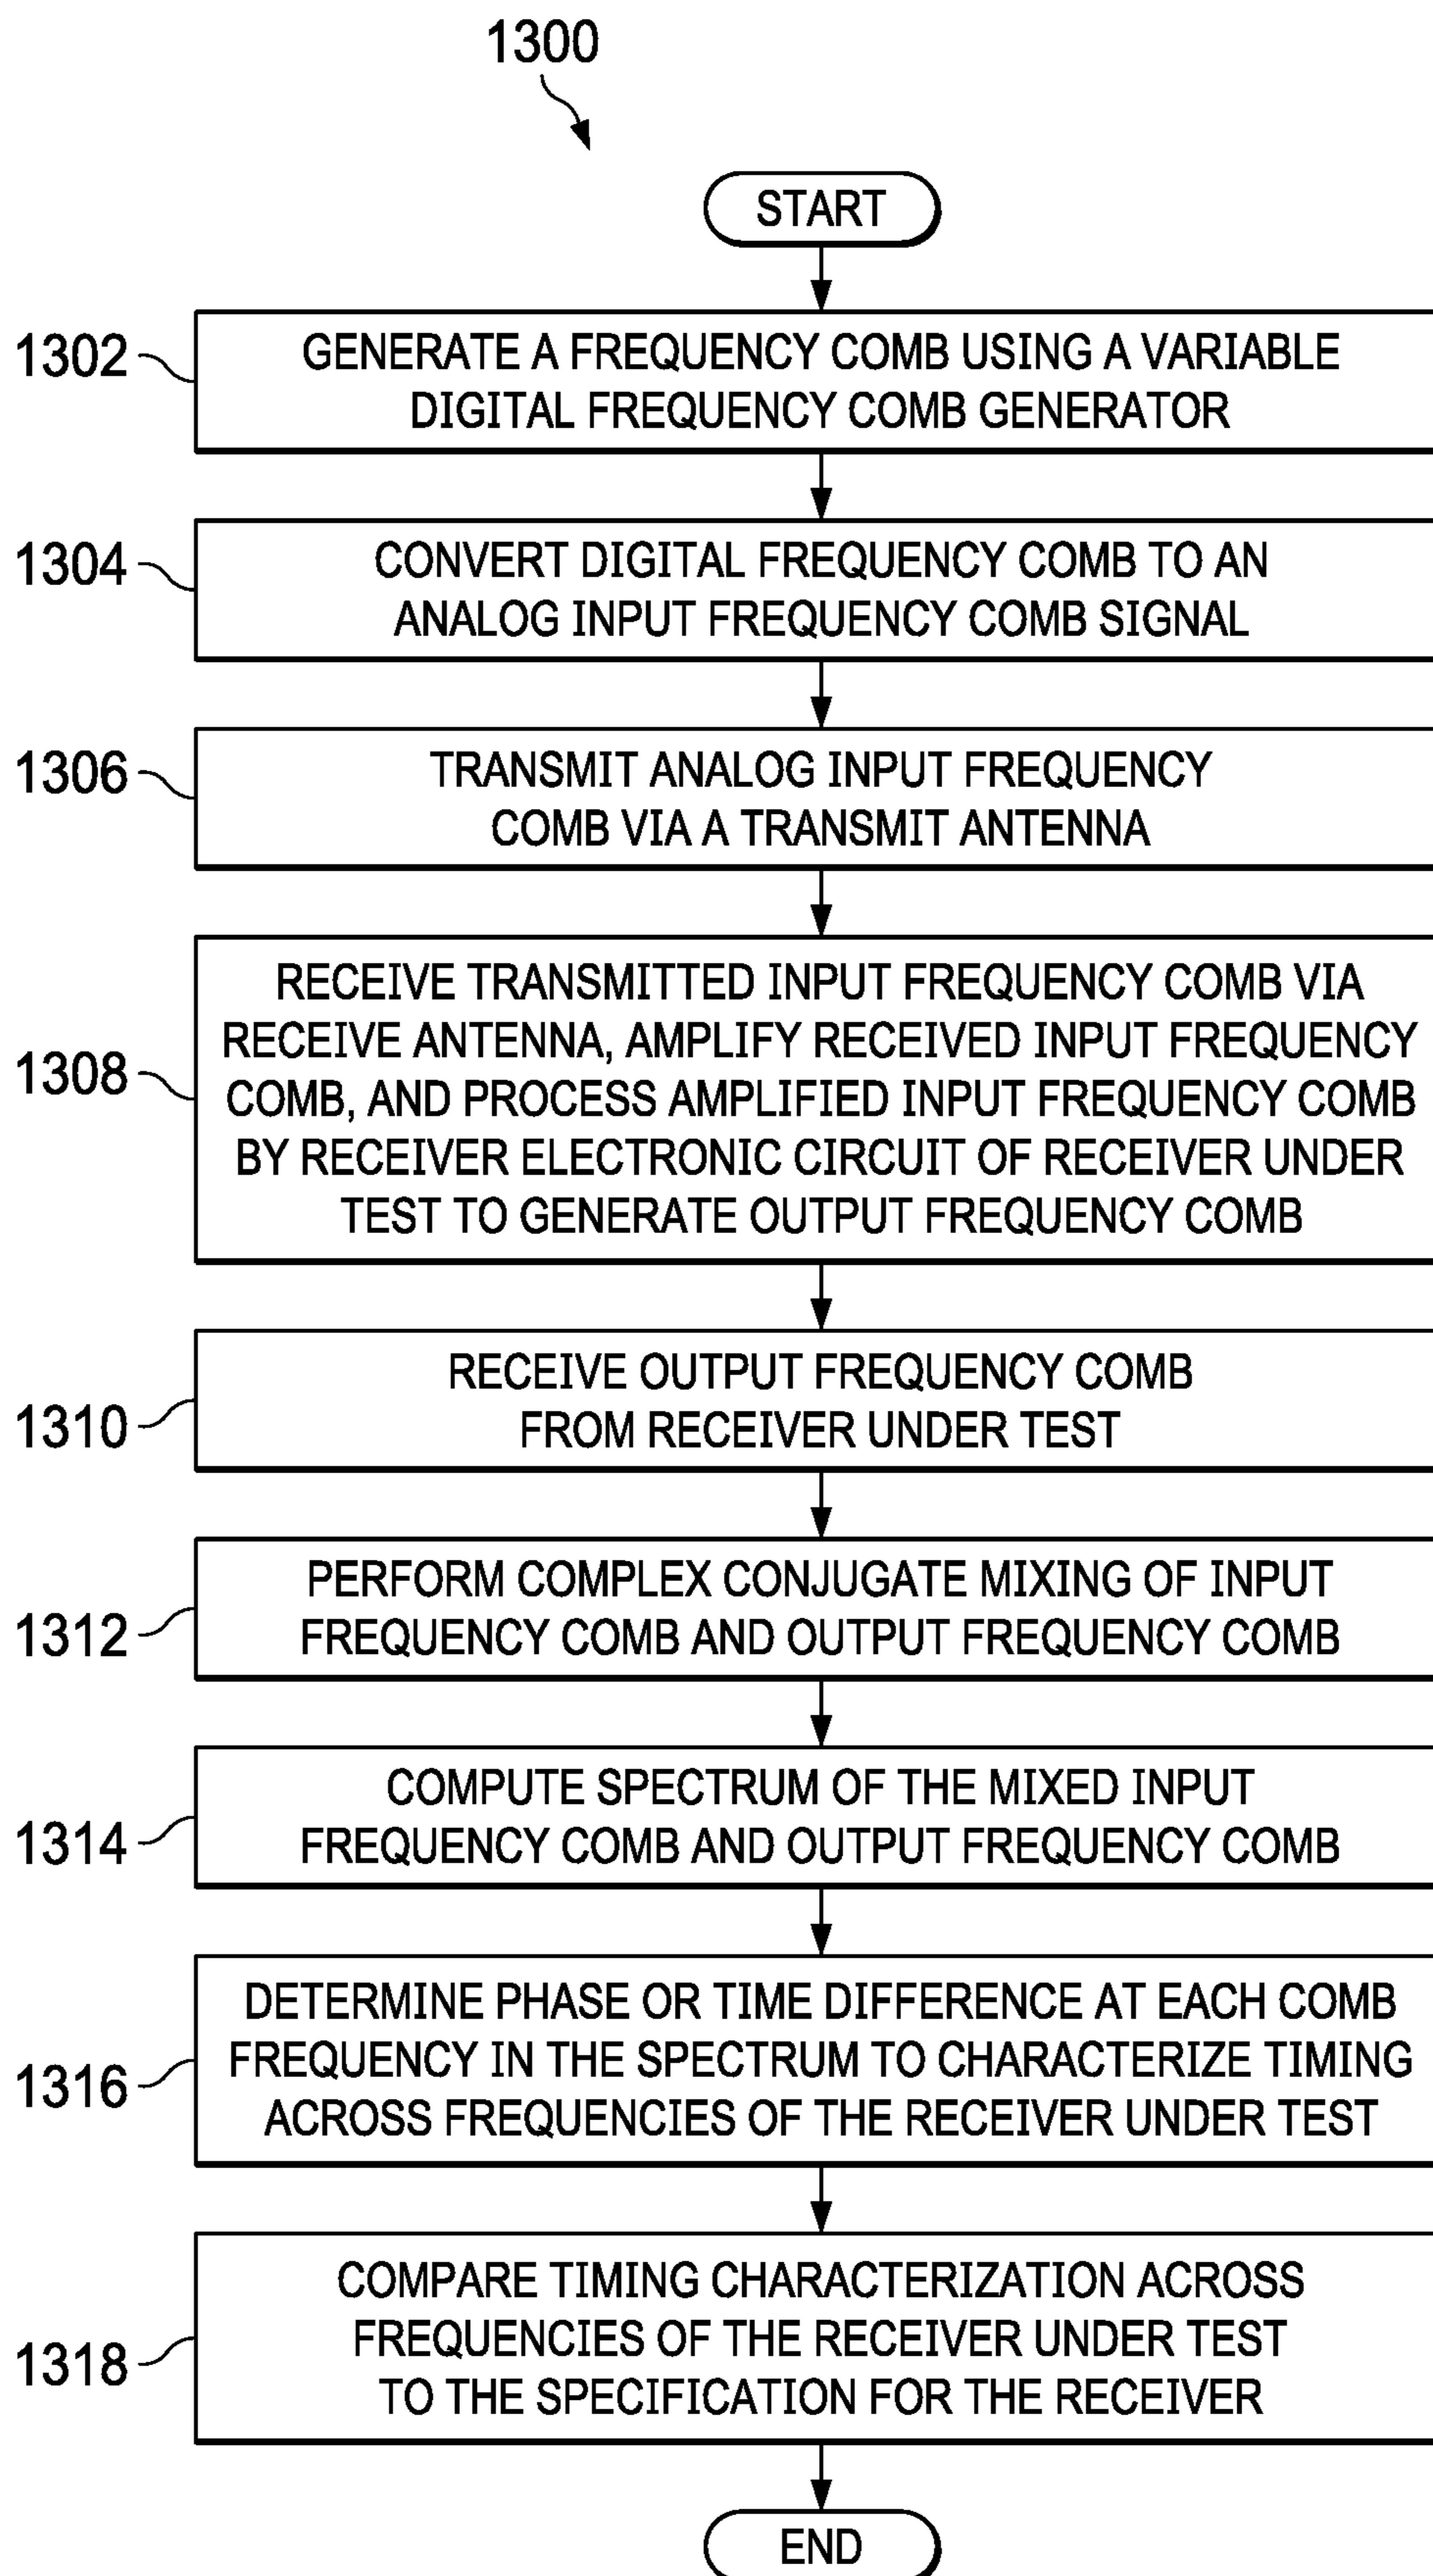 1300
START
1302
GENERATE A FREQUENCY COMB USING A VARIABLE
DIGITAL FREQUENCY COMB GENERATOR
1304
CONVERT DIGITAL FREQUENCY COMB TO AN
ANALOG INPUT FREQUENCY COMB SIGNAL
1306
TRANSMIT ANALOG INPUT FREQUENCY
COMB VIA A TRANSMIT ANTENNA
1308
RECEIVE TRANSMITTED INPUT FREQUENCY COMB VIA
RECEIVE ANTENNA, AMPLIFY RECEIVED INPUT FREQUENCY
COMB, AND PROCESS AMPLIFIED INPUT FREQUENCY COMB
BY RECEIVER ELECTRONIC CIRCUIT OF RECEIVER UNDER
TEST TO GENERATE OUTPUT FREQUENCY COMB
1310
RECEIVE OUTPUT FREQUENCY COMB
FROM RECEIVER UNDER TEST
1312
PERFORM COMPLEX CONJUGATE MIXING OF INPUT
FREQUENCY COMB AND OUTPUT FREQUENCY COMB
1314
COMPUTE SPECTRUM OF THE MIXED INPUT
FREQUENCY COMB AND OUTPUT FREQUENCY COMB
1316
DETERMINE PHASE OR TIME DIFFERENCE AT EACH COMB
FREQUENCY IN THE SPECTRUM TO CHARACTERIZE TIMING
ACROSS FREQUENCIES OF THE RECEIVER UNDER TEST
1318
COMPARE TIMING CHARACTERIZATION ACROSS
FREQUENCIES OF THE RECEIVER UNDER TEST
TO THE SPECIFICATION FOR THE RECEIVER
END